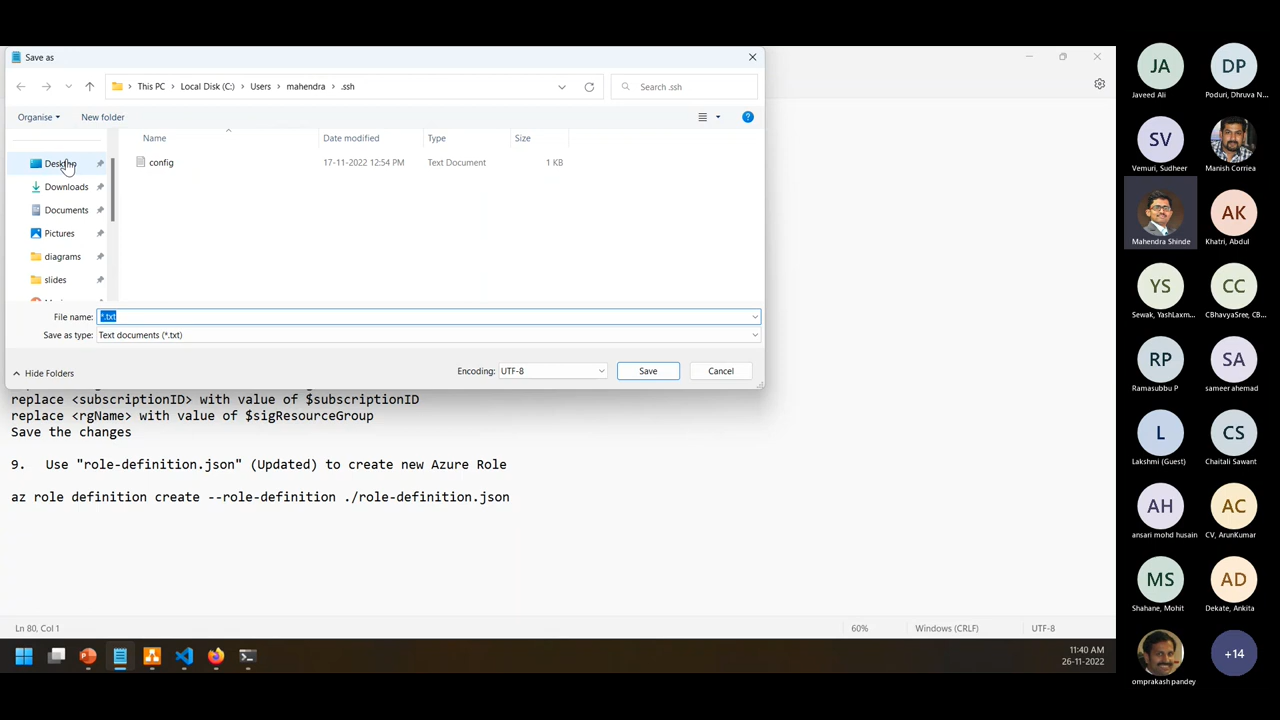 Save as
This PC > Local Disk (C:) > Users > mahendra > .ssh
Search .ssh
Organise
New folder
Name Date modified Type Size
config 17-11-2022 12:54 PM Text Document 1 KB
Downloads
Documents
Pictures
diagrams
slides
File name: *.txt
Save as type: Text documents (*.txt)
Hide Folders
Encoding: UTF-8
Save
Cancel
replace <subscriptionID> with value of $subscriptionID
replace <rgName> with value of $sigResourceGroup
Save the changes
9. Use "role-definition.json" (Updated) to create new Azure Role
az role definition create --role-definition ./role-definition.json
Ln 80, Col 1
60%
Windows (CRLF)
UTF-8
11:40 AM
26-11-2022
JA
Javeed Ali
DP
Poduri, Dhruva N...
SV
Vemuri, Sudheer
Manish Corriea
Mahendra Shinde
AK
Khatri, Abdul
YS
Sewak, YashLaxm...
CC
CBhavyaSree, CB...
RP
Ramasubbu P
SA
sameer ahemad
L
Lakshmi (Guest)
CS
Chaitali Sawant
AH
ansari mohd husain
AC
CV, ArunKumar
MS
Shahane, Mohit
AD
Dekate, Ankita
omprakash pandey
+14